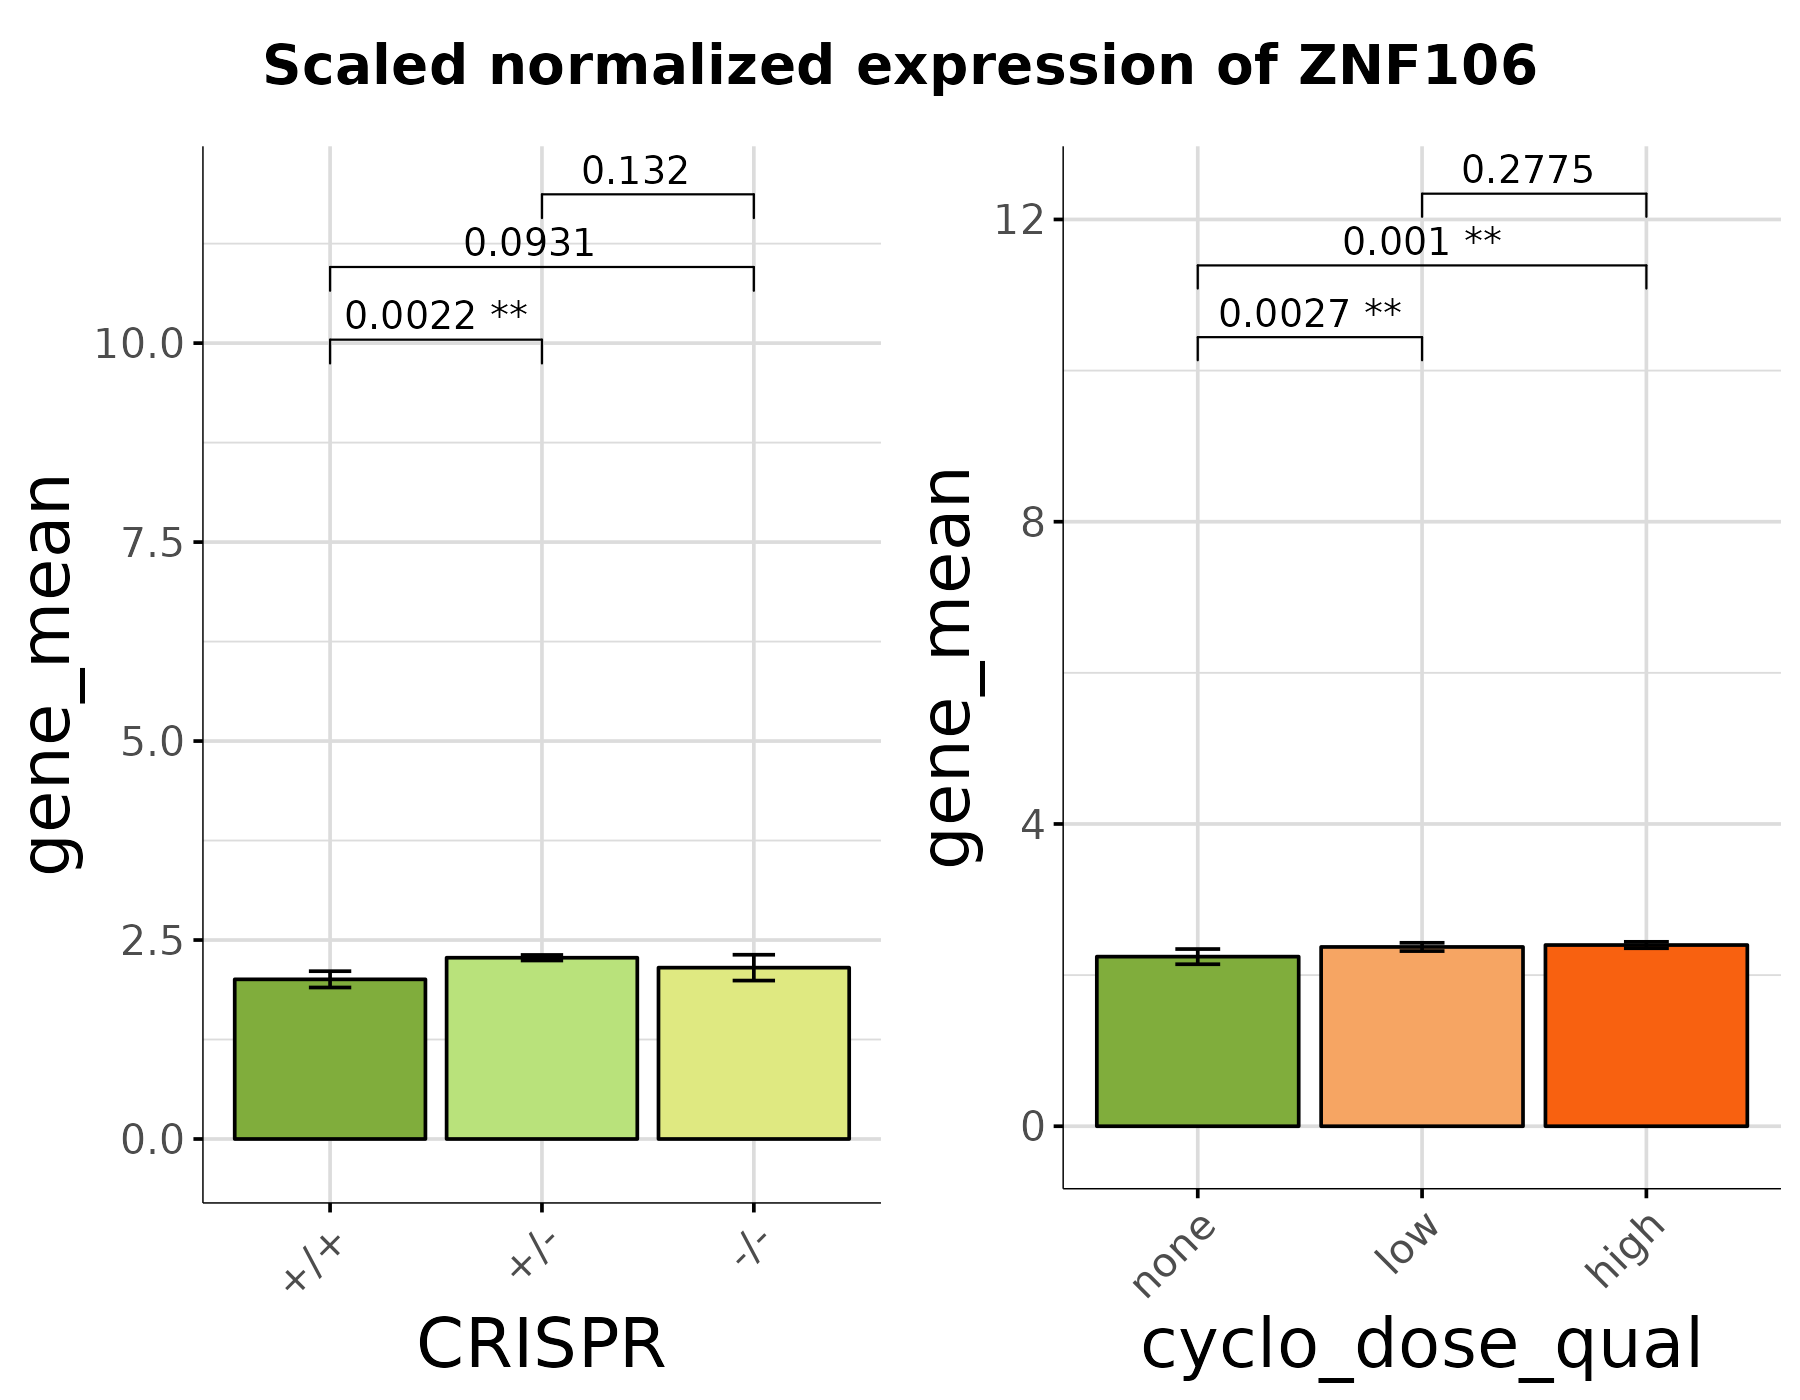 Scaled normalized expression of ZNF106
gene_mean
0.132
0.0931
0.0022 **
10.0
7.5
5.0
2.5
0.0
+/+
+/-
-/-
CRISPR
gene_mean
0.2775
12
0.001 **
0.0027 **
8
4
0
none
low
high
cyclo_dose_qual